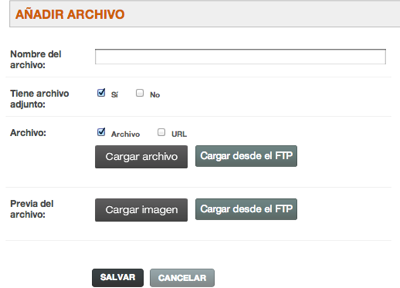 AÑADIR ARCHIVO
Nombre del
archivo:
Tiene archivo
adjunto:
Sí No
Archivo:
Archivo URL
Cargar archivo Cargar desde el FTP
Previa del
archivo:
Cargar imagen Cargar desde el FTP
SALVAR CANCELAR